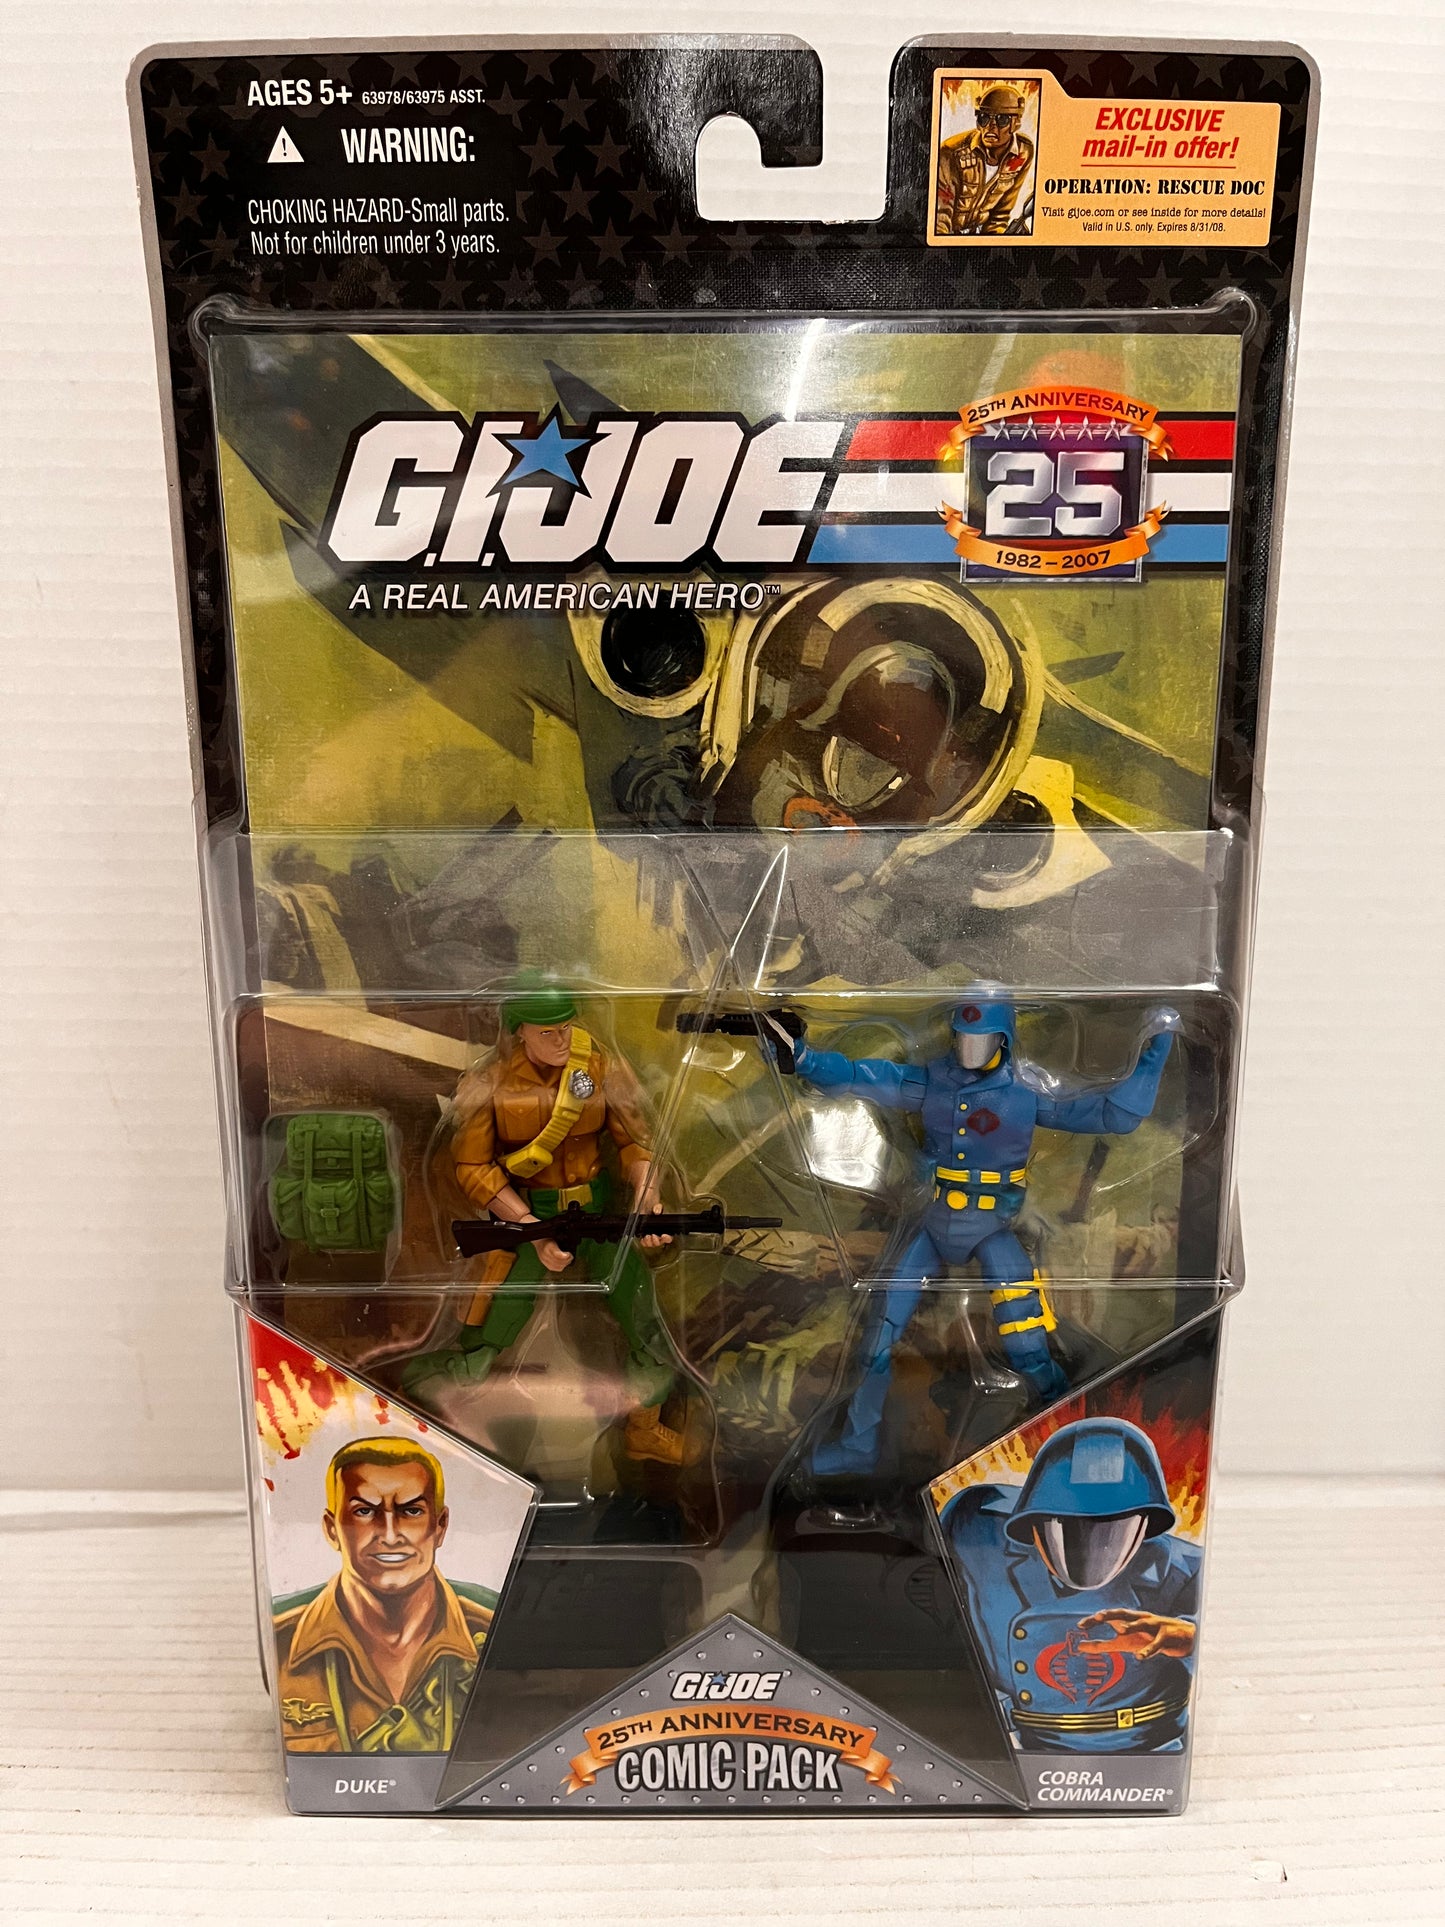 AGES 5+ 63978/63975 ASST.
WARNING:
CHOKING HAZARD-Small parts.
Not for children under 3 years.
EXCLUSIVE
mail-in offer!
OPERATION: RESCUE DOC
Visit gijoe.com or see inside for more details!
Valid in U.S. only. Expires 8/31/08.
G.I. JOE
A REAL AMERICAN HERO™
25TH ANNIVERSARY
25
1982-2007
DUKE®
GI JOE
25TH ANNIVERSARY
COMIC PACK
COBRA
COMMANDER®